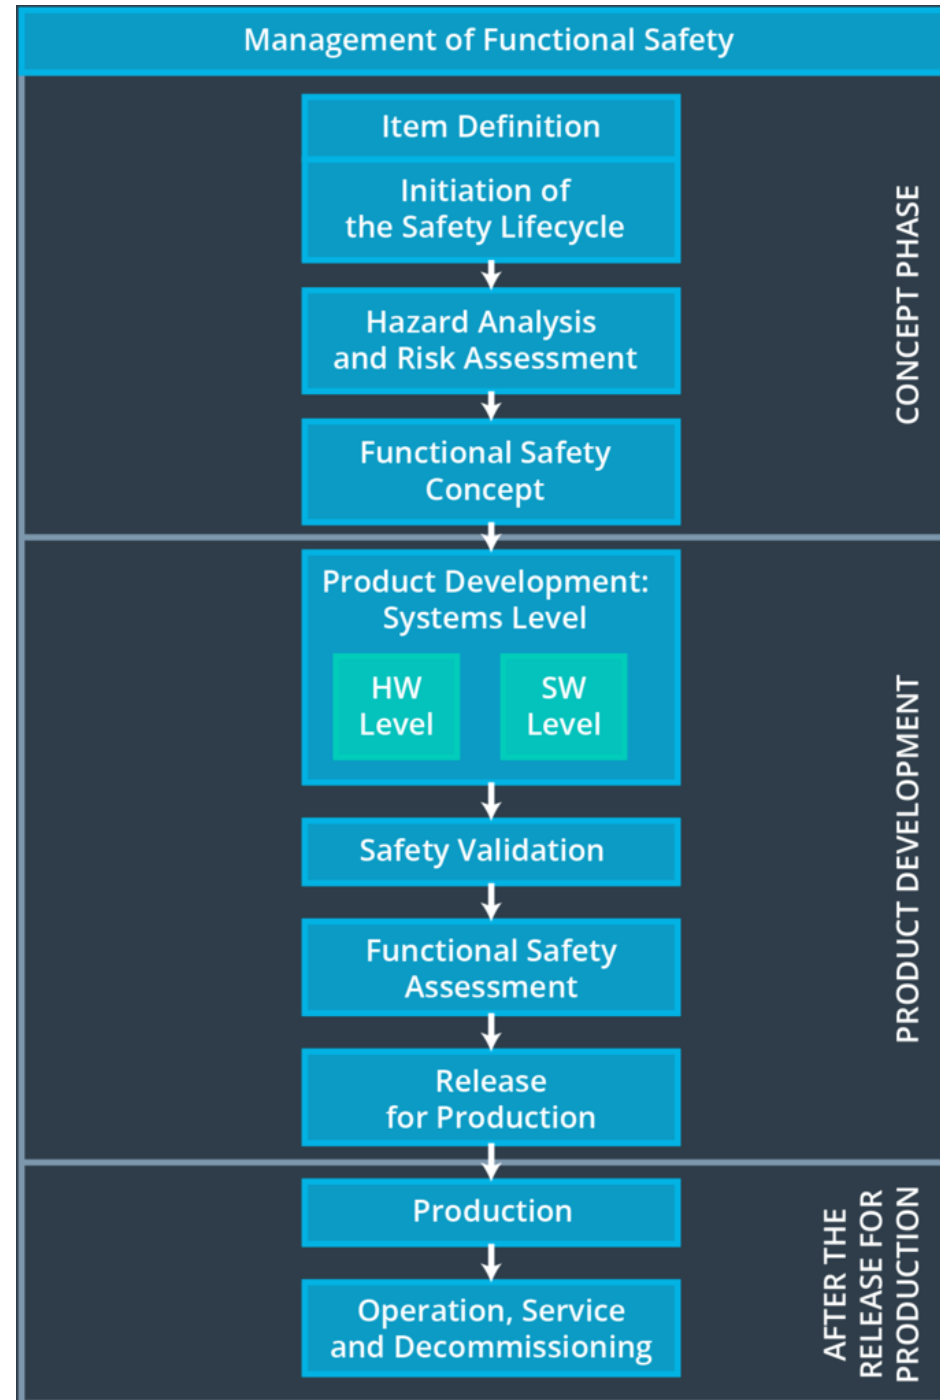 Management of Functional Safety
Item Definition
Initiation of
the Safety Lifecycle
Hazard Analysis
and Risk Assessment
Functional Safety
Concept
CONCEPT PHASE
Product Development:
Systems Level
HW
Level
SW
Level
Safety Validation
Functional Safety
Assessment
Release
for Production
PRODUCT DEVELOPMENT
Production
Operation, Service
and Decommissioning
AFTER THE
RELEASE FOR
PRODUCTION